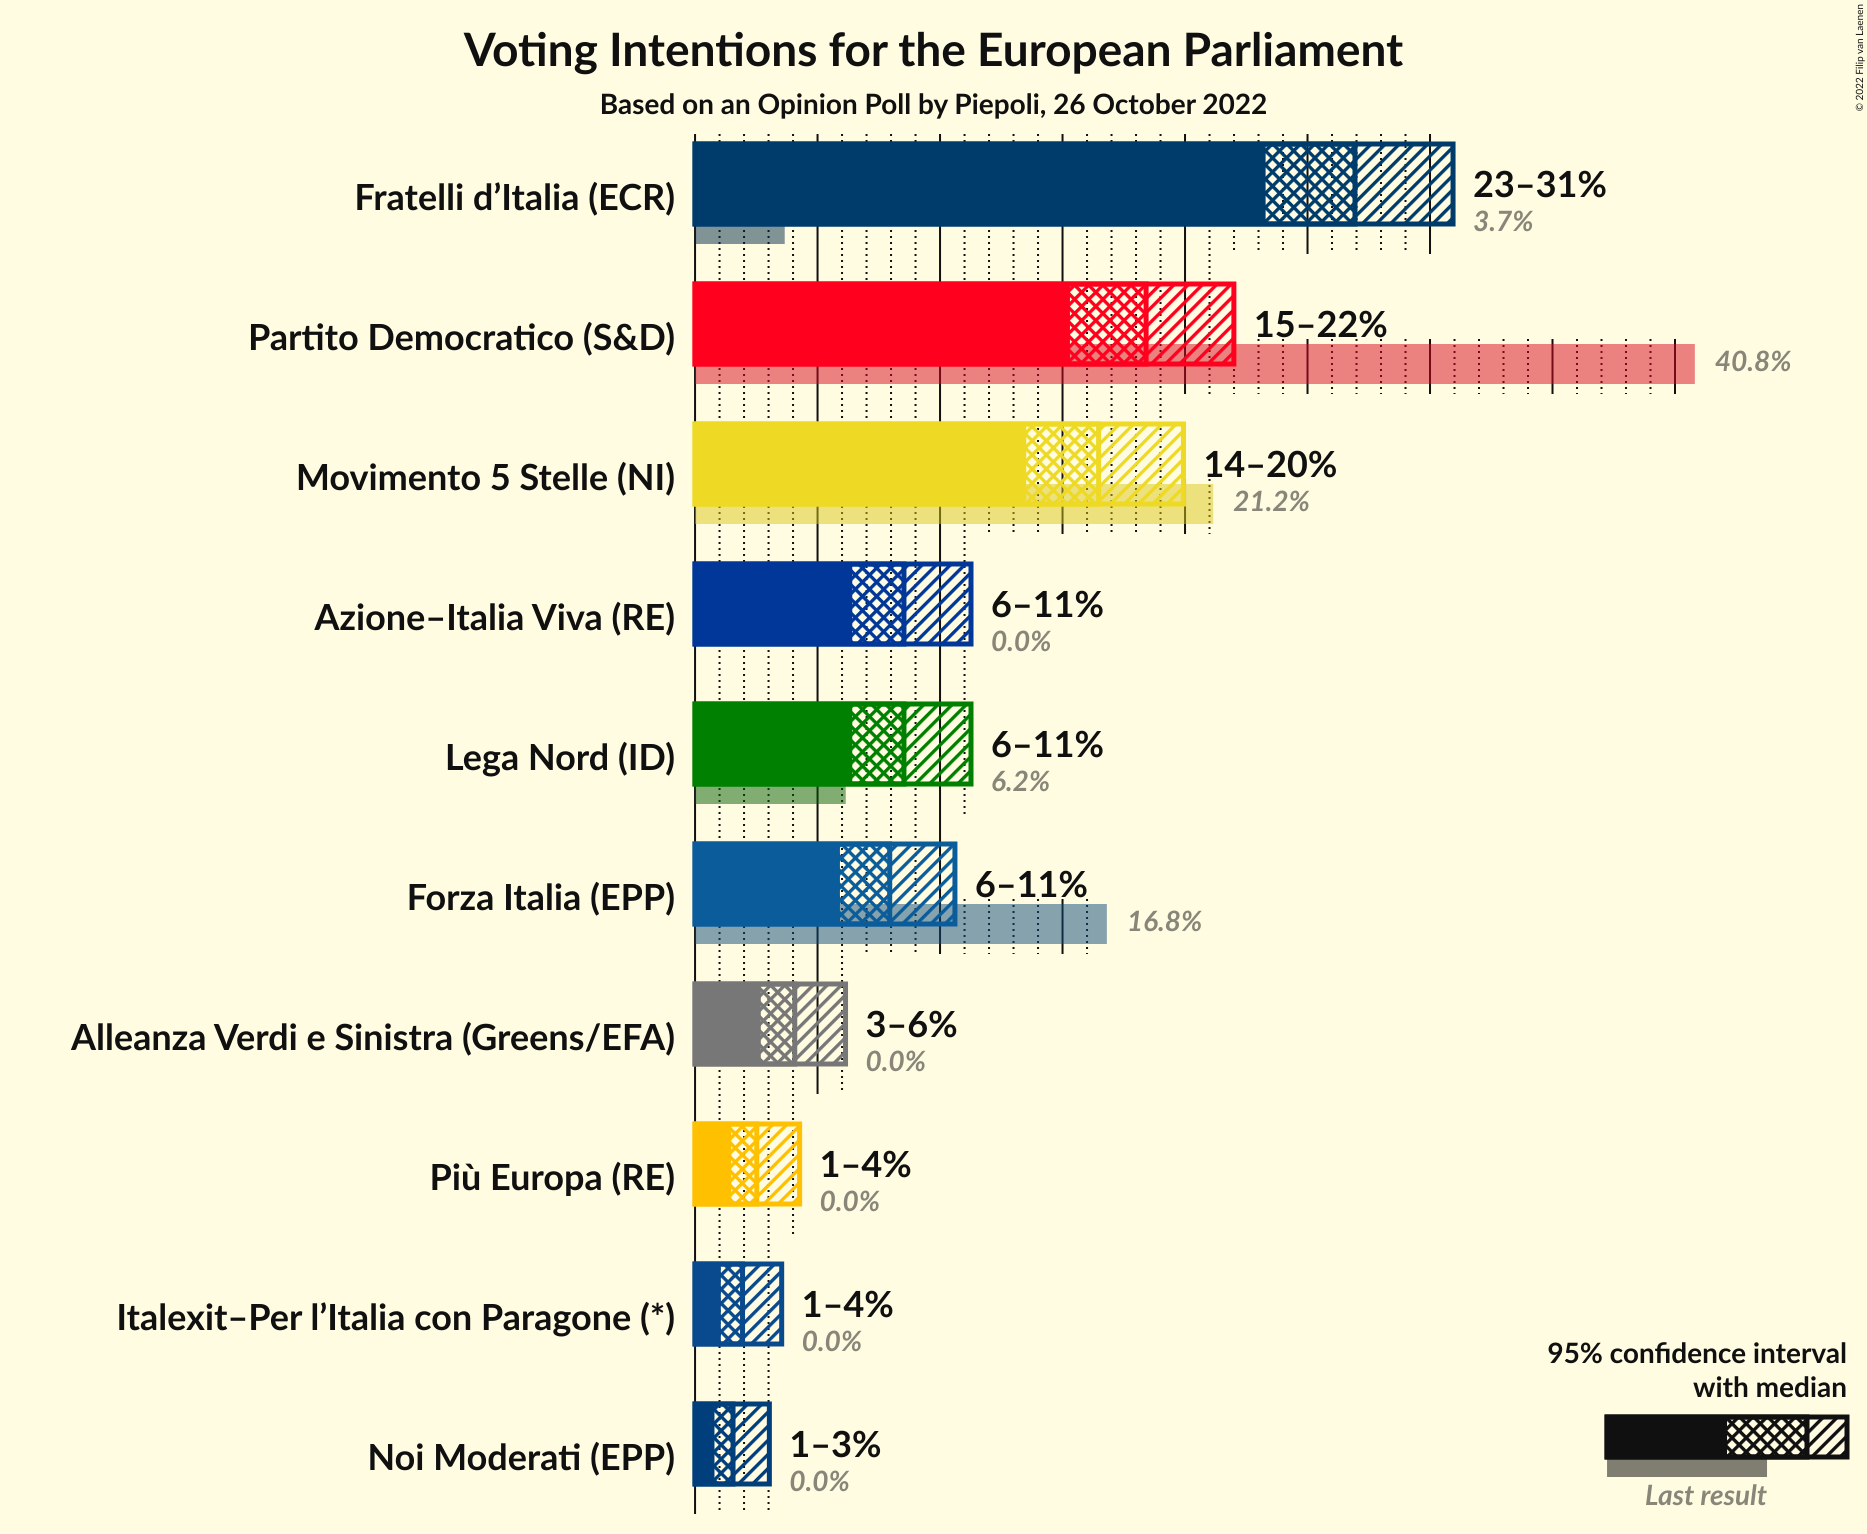 Voting Intentions for the European Parliament
Based on an Opinion Poll by Piepoli, 26 October 2022
© 2022 Filip van Laenen
Fratelli d’Italia (ECR)
23–31%
3.7%
Partito Democratico (S&D)
15–22%
40.8%
Movimento 5 Stelle (NI)
14–20%
21.2%
Azione–Italia Viva (RE)
6–11%
0.0%
Lega Nord (ID)
6–11%
6.2%
Forza Italia (EPP)
6–11%
16.8%
Alleanza Verdi e Sinistra (Greens/EFA)
3–6%
0.0%
Più Europa (RE)
1–4%
0.0%
Italexit–Per l’Italia con Paragone (*)
1–4%
0.0%
Noi Moderati (EPP)
1–3%
0.0%
95% confidence interval
with median
Last result